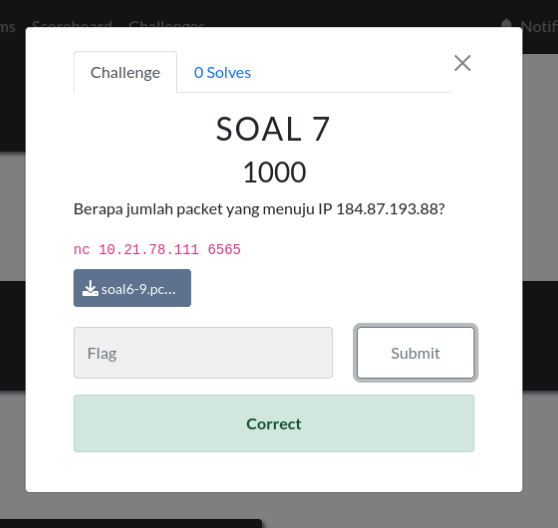 ms Scoreboard Challenges Notif
Challenge
0 Solves
SOAL 7
1000
Berapa jumlah packet yang menuju IP 184.87.193.88?
nc 10.21.78.111 6565
soal6-9.pc...
Flag
Submit
Correct